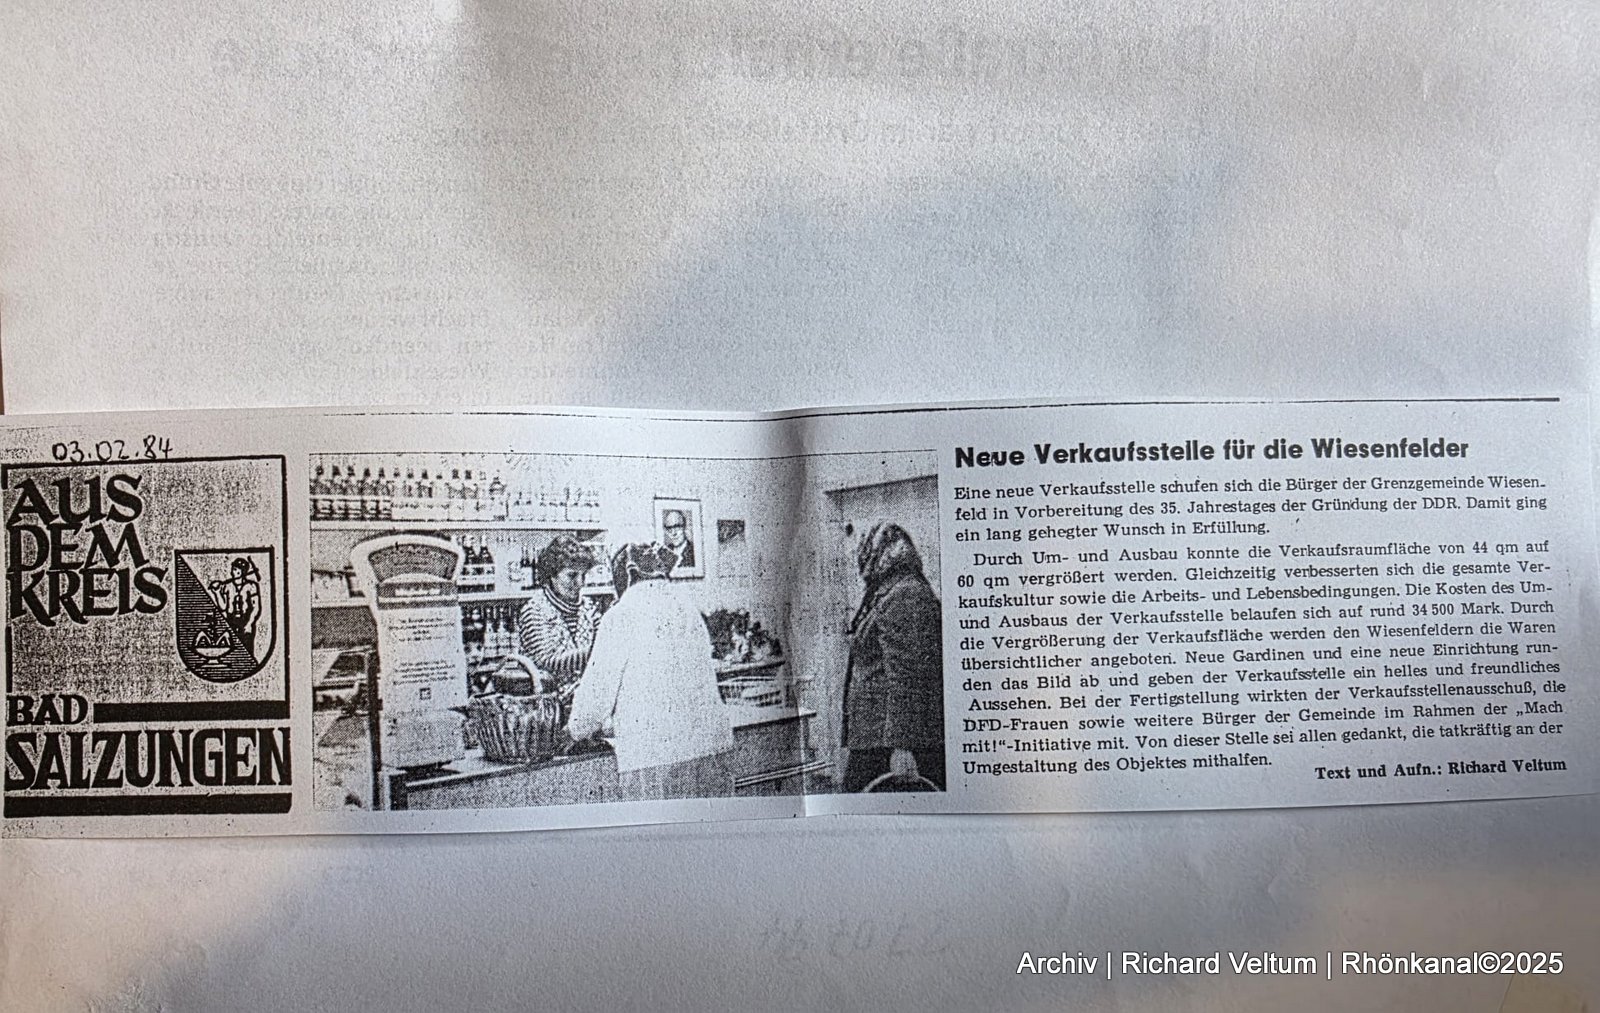 03.02.84
AUS
DEM
KREIS
BAD
SALZUNGEN
Neue Verkaufsstelle für die Wiesenfelder
Eine neue Verkaufsstelle schufen sich die Bürger der Grenzgemeinde Wiesen-
feld in Vorbereitung des 35. Jahrestages der Gründung der DDR. Damit ging
ein lang gehegter Wunsch in Erfüllung.
Durch Um- und Ausbau konnte die Verkaufsraumfläche von 44 qm auf
60 qm vergrößert werden. Gleichzeitig verbesserten sich die gesamte Ver-
kaufskultur sowie die Arbeits- und Lebensbedingungen. Die Kosten des Um-
und Ausbaus der Verkaufsstelle belaufen sich auf rund 34 500 Mark. Durch
die Vergrößerung der Verkaufsfläche werden den Wiesenfeldern die Waren
übersichtlicher angeboten. Neue Gardinen und eine neue Einrichtung run-
den das Bild ab und geben der Verkaufsstelle ein helles und freundliches
Aussehen. Bei der Fertigstellung wirkten der Verkaufsstellenausschuß, die
DFD-Frauen sowie weitere Bürger der Gemeinde im Rahmen der „Mach
mit!“-Initiative mit. Von dieser Stelle sei allen gedankt, die tatkräftig an der
Umgestaltung des Objektes mithalfen.
Text und Aufn.: Richard Veltum
Archiv | Richard Veltum | Rhönkanal©2025